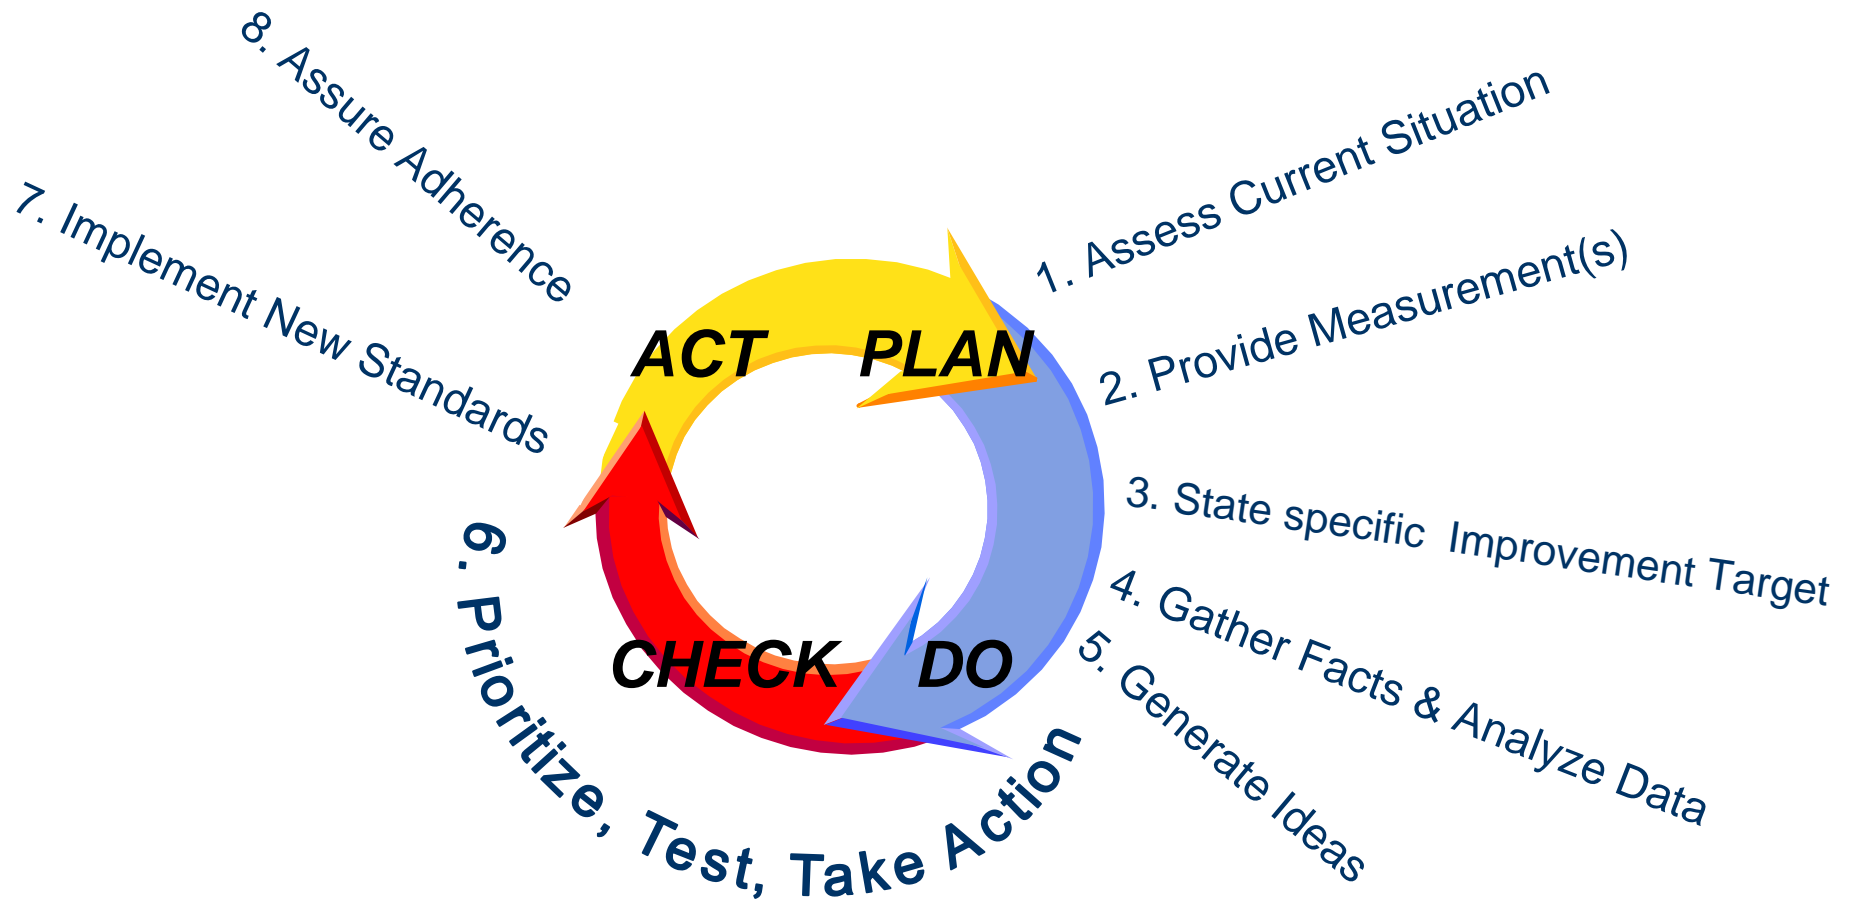 8. Assure Adherence
7. Implement New Standards
1. Assess Current Situation
2. Provide Measurement(s)
ACT
PLAN
3. State specific  Improvement Target
4. Gather Facts & Analyze Data
5. Generate Ideas
CHECK
DO
6. Prioritize, Test, Take Action